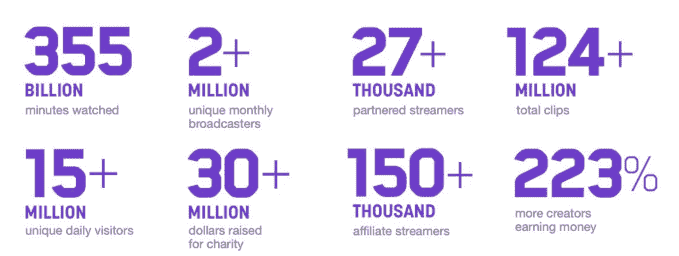 355
BILLION
minutes watched
2+
MILLION
unique monthly
broadcasters
27+
THOUSAND
partnered streamers
124+
MILLION
total clips
15+
MILLION
unique daily visitors
30+
MILLION
dollars raised
for charity
150+
THOUSAND
affiliate streamers
223%
more creators
earning money